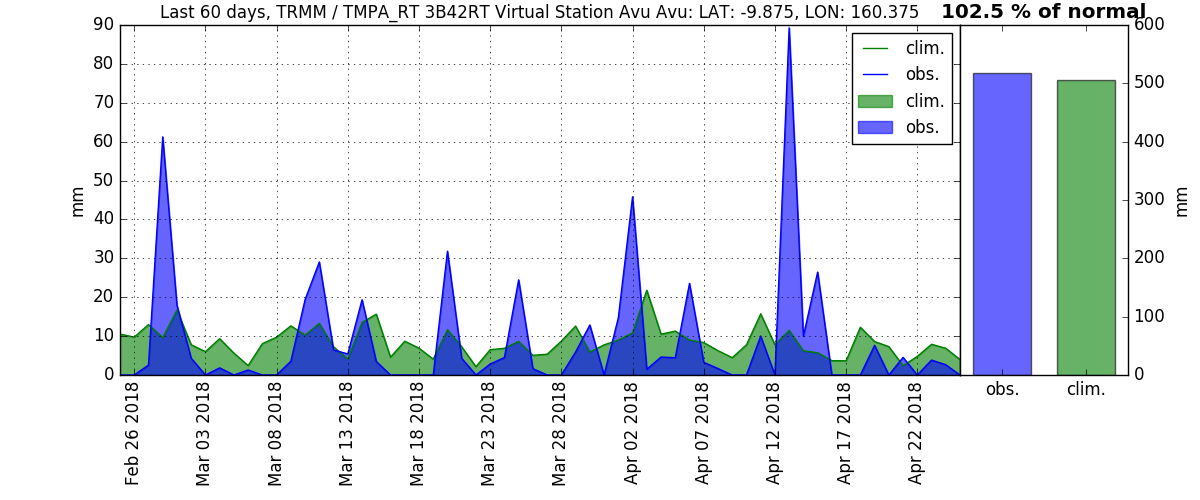 Last 60 days, TRMM / TMPA_RT 3B42RT Virtual Station Avu Avu: LAT: -9.875, LON: 160.375
102.5 % of normal
90
80
70
60
50
40
30
20
10
0
mm
clim.
obs.
clim.
obs.
Feb 26 2018
Mar 03 2018
Mar 08 2018
Mar 13 2018
Mar 18 2018
Mar 23 2018
Mar 28 2018
Apr 02 2018
Apr 07 2018
Apr 12 2018
Apr 17 2018
Apr 22 2018
600
500
400
300
200
100
0
mm
obs.
clim.